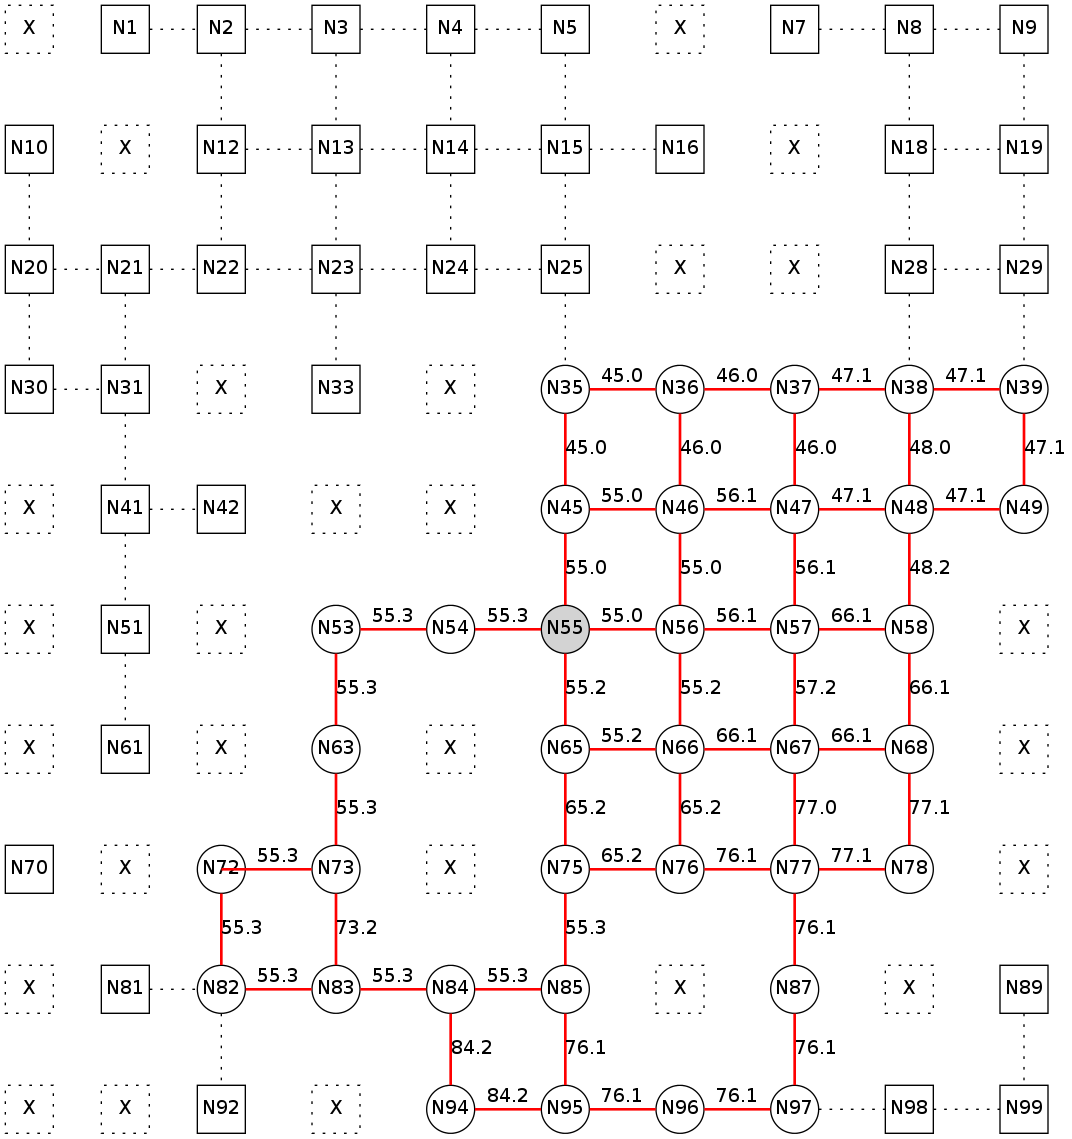 X N1 N2 N3 N4 N5 X N7 N8 N9
N10 X N12 N13 N14 N15 N16 X N18 N19
N20 N21 N22 N23 N24 N25 X X N28 N29
45.0 46.0 47.1 47.1
N30 N31 X N33 X N35 N36 N37 N38 N39
45.0 46.0 46.0 48.0 47.1
55.0 56.1 47.1 47.1
X N41 N42 X X N45 N46 N47 N48 N49
55.0 55.0 56.1 48.2
55.3 55.3 55.0 56.1 66.1
X N51 X N53 N54 N55 N56 N57 N58 X
55.3 55.2 55.2 57.2 66.1
55.2 66.1 66.1
X N61 X N63 X N65 N66 N67 N68 X
55.3 65.2 65.2 77.0 77.1
55.3 65.2 76.1 77.1
N70 X N72 N73 X N75 N76 N77 N78 X
55.3 73.2 55.3 76.1
55.3 55.3 55.3
X N81 N82 N83 N84 N85 X N87 X N89
84.2 76.1 76.1
84.2 76.1 76.1
X X N92 X N94 N95 N96 N97 N98 N99